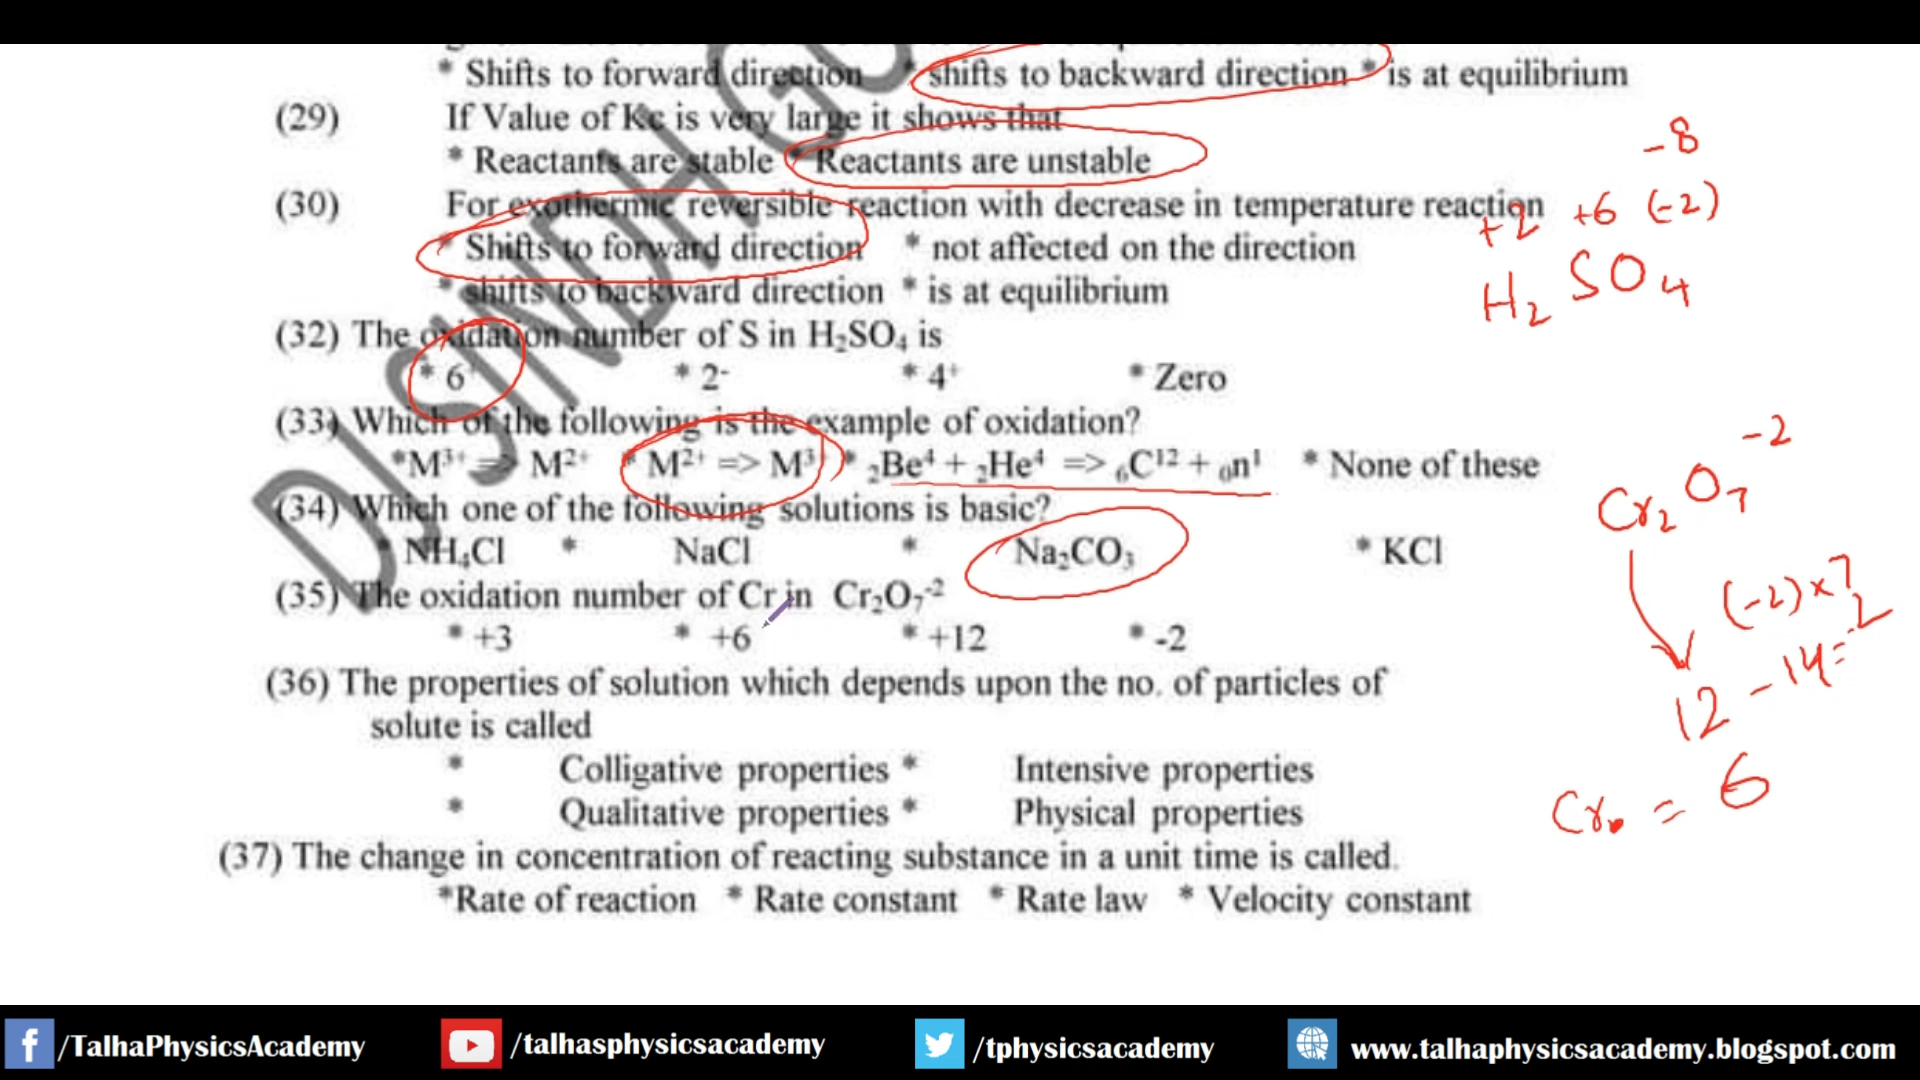 * Shifts to forward direction * shifts to backward direction * is at equilibrium
(29) If Value of Kc is very large it shows that
* Reactants are stable * Reactants are unstable
(30) For exothermic reversible reaction with decrease in temperature reaction
* Shifts to forward direction * not affected on the direction
* shifts to backward direction * is at equilibrium
(32) The oxidation number of S in H₂SO₄ is
* 6⁺ * 2⁻ * 4⁺ * Zero
(33) Which of the following is the example of oxidation?
*M³⁺ => M²⁺ * M²⁺ => M³⁺ * ₂Be⁴ + ₂He⁴ => ₆C¹² + ₀n¹ * None of these
(34) Which one of the following solutions is basic?
* NH₄Cl * NaCl * Na₂CO₃ * KCl
(35) The oxidation number of Cr in Cr₂O₇⁻²
* +3 * +6 * +12 * -2
(36) The properties of solution which depends upon the no. of particles of
solute is called
* Colligative properties * Intensive properties
* Qualitative properties * Physical properties
(37) The change in concentration of reacting substance in a unit time is called.
*Rate of reaction * Rate constant * Rate law * Velocity constant
-8
+2 +6 (-2)
H₂SO₄
Cr₂O₇⁻²
(-2)×7
12 -14=-2
Cr = 6
/TalhaPhysicsAcademy /talhasphysicsacademy /tphysicsacademy www.talhaphysicsacademy.blogspot.com